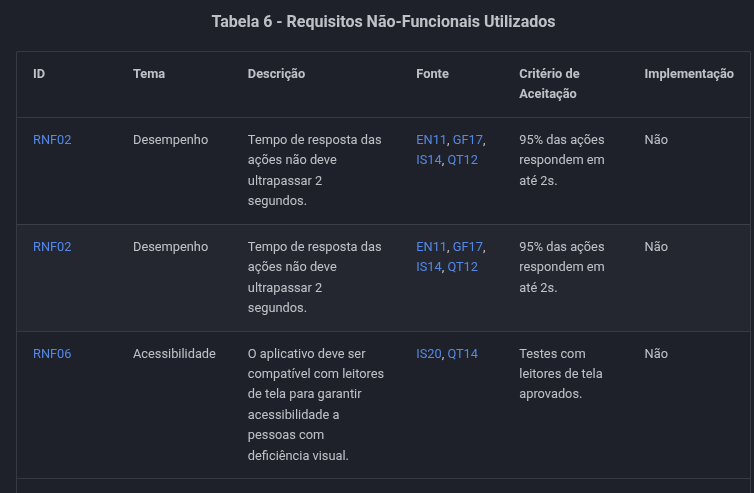 Tabela 6 - Requisitos Não-Funcionais Utilizados
ID Tema Descrição Fonte Critério de Aceitação Implementação
RNF02 Desempenho Tempo de resposta das EN11, GF17, 95% das ações Não
ações não deve IS14, QT12 respondem em
ultrapassar 2 até 2s.
segundos.
RNF02 Desempenho Tempo de resposta das EN11, GF17, 95% das ações Não
ações não deve IS14, QT12 respondem em
ultrapassar 2 até 2s.
segundos.
RNF06 Acessibilidade O aplicativo deve ser IS20, QT14 Testes com Não
compatível com leitores leitores de tela
de tela para garantir aprovados.
acessibilidade a
pessoas com
deficiência visual.